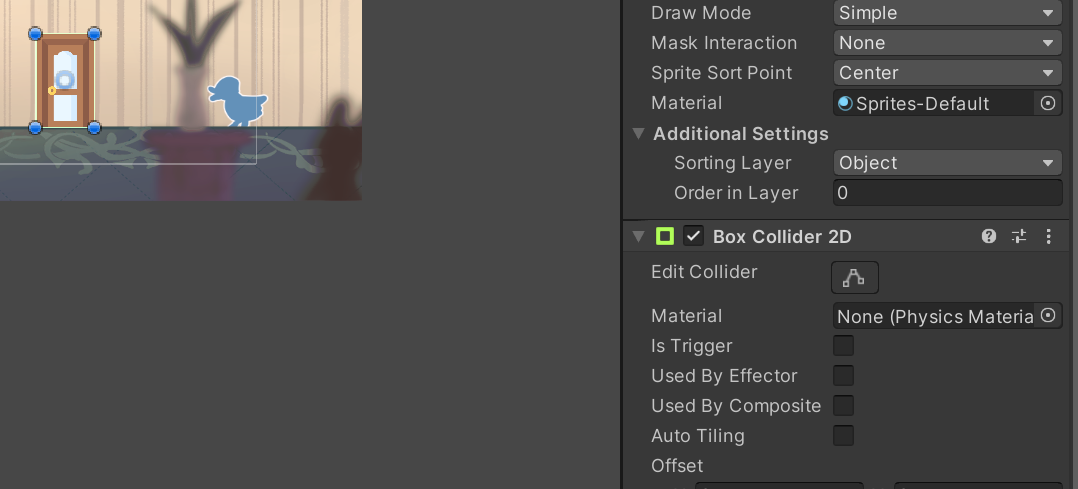 Draw Mode Simple
Mask Interaction None
Sprite Sort Point Center
Material Sprites-Default
Additional Settings
Sorting Layer Object
Order in Layer 0
Box Collider 2D
Edit Collider
Material None (Physics Materia
Is Trigger
Used By Effector
Used By Composite
Auto Tiling
Offset